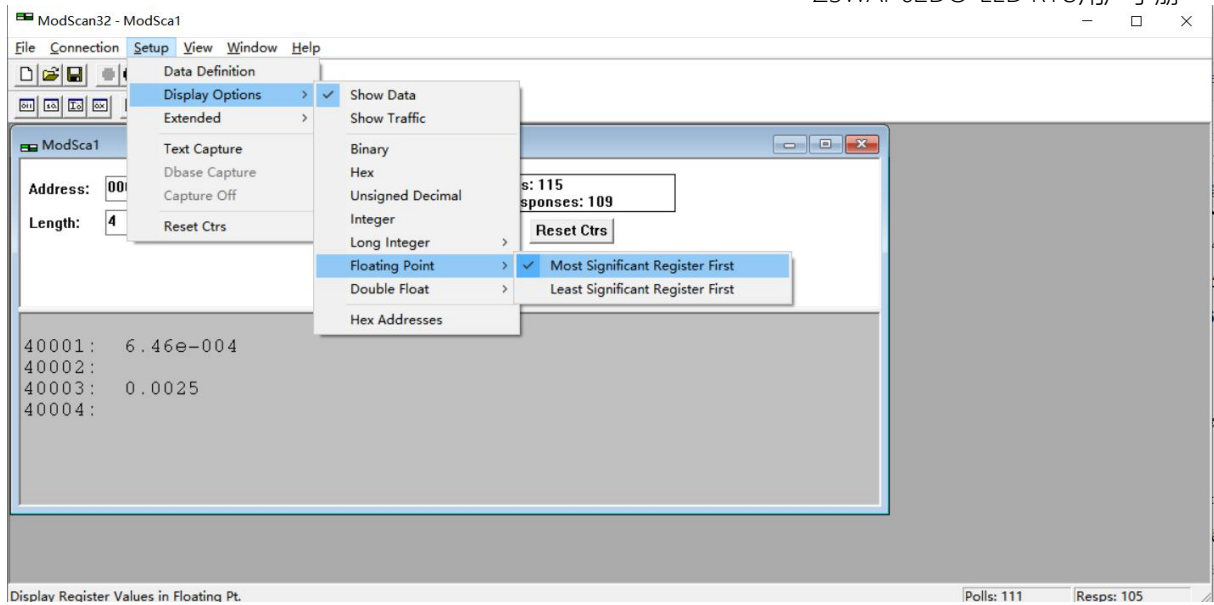 ModScan32 - ModSca1
File Connection Setup View Window Help
Data Definition
Display Options
Extended
Text Capture
Dbase Capture
Capture Off
Reset Ctrs
Show Data
Show Traffic
Binary
Hex
Unsigned Decimal
Integer
Long Integer
Floating Point
Double Float
Hex Addresses
Most Significant Register First
Least Significant Register First
ModSca1
Address:
Length: 4
s: 115
sponses: 109
Reset Ctrs
40001: 6.46e-004
40002:
40003: 0.0025
40004:
Display Register Values in Floating Pt.
Polls: 111
Resps: 105